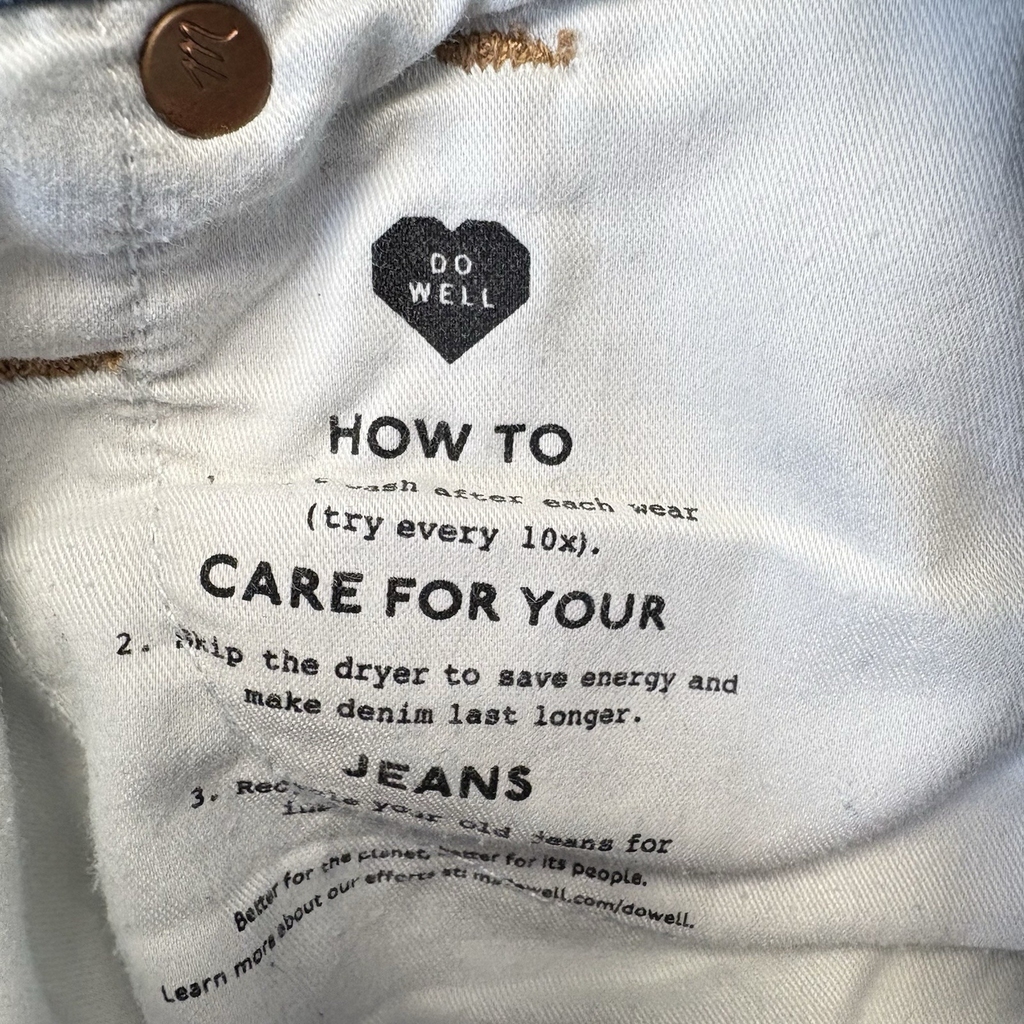 m
DO
WELL
HOW TO
wash after each wear
(try every 10x).
CARE FOR YOUR
2. Skip the dryer to save energy and
make denim last longer.
JEANS
3. Recycle your old jeans for
Better for the planet, better for its people.
Learn more about our efforts at: madewell.com/dowell.